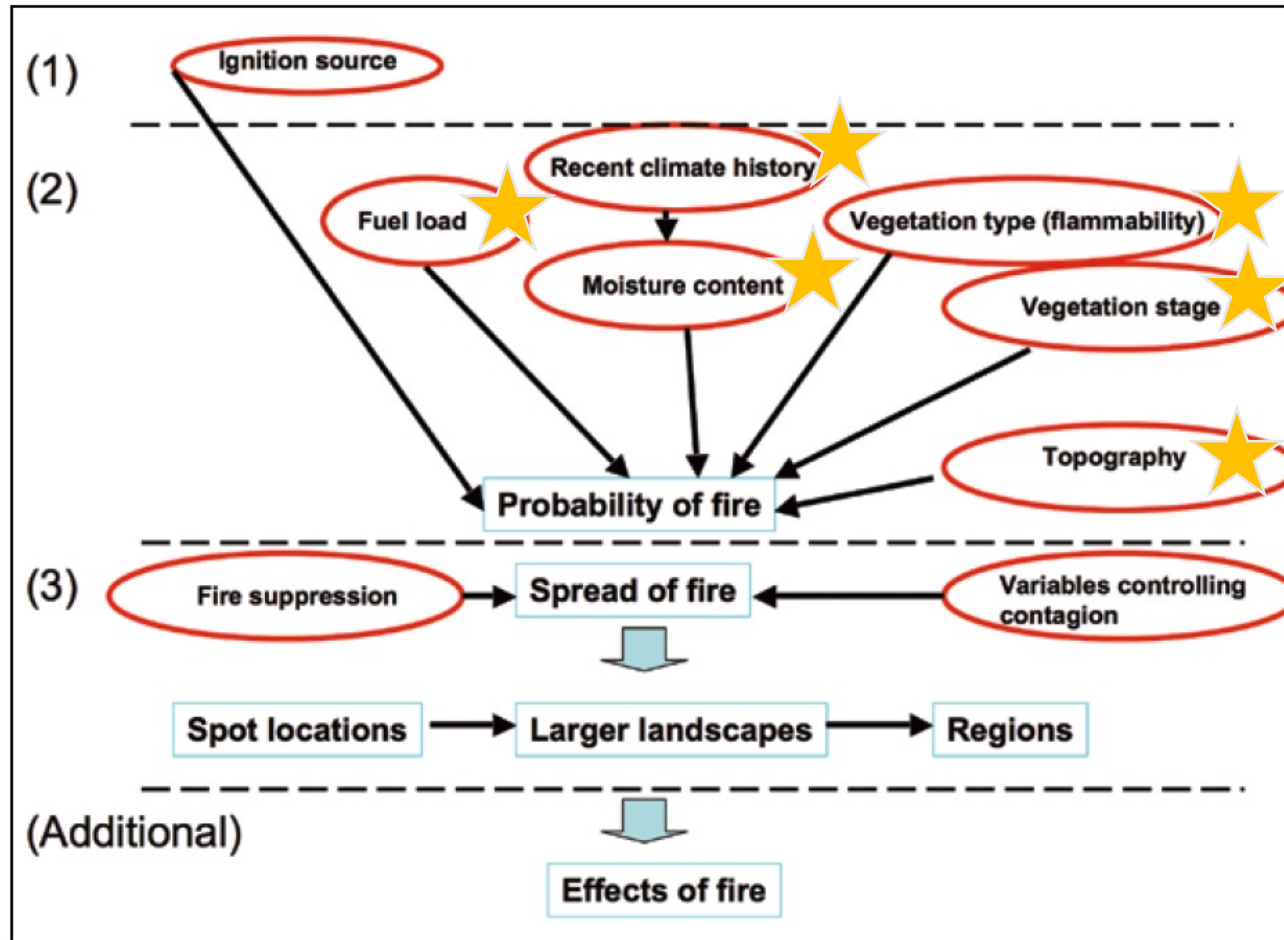 (1)
Ignition source
(2)
Recent climate history
Fuel load
Vegetation type (flammability)
Moisture content
Vegetation stage
Topography
Probability of fire
(3)
Fire suppression
Spread of fire
Variables controlling
contagion
Spot locations
Larger landscapes
Regions
(Additional)
Effects of fire